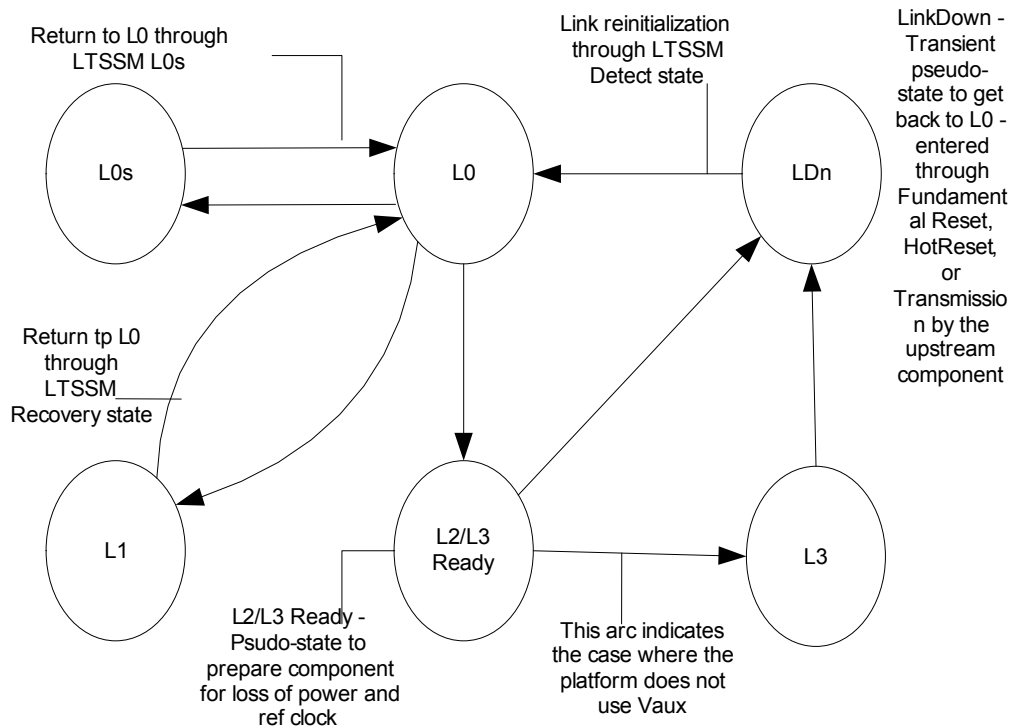 Return to L0 through
LTSSM L0s
Link reinitialization
through LTSSM
Detect state
LinkDown -
Transient
pseudo-
state to get
back to L0 -
entered
through
Fundament
al Reset,
HotReset,
or
Transmissio
n by the
upstream
component
L0s
L0
LDn
Return tp L0
through
LTSSM
Recovery state
L1
L2/L3
Ready
L3
L2/L3 Ready -
Psudo-state to
prepare component
for loss of power and
ref clock
This arc indicates
the case where the
platform does not
use Vaux